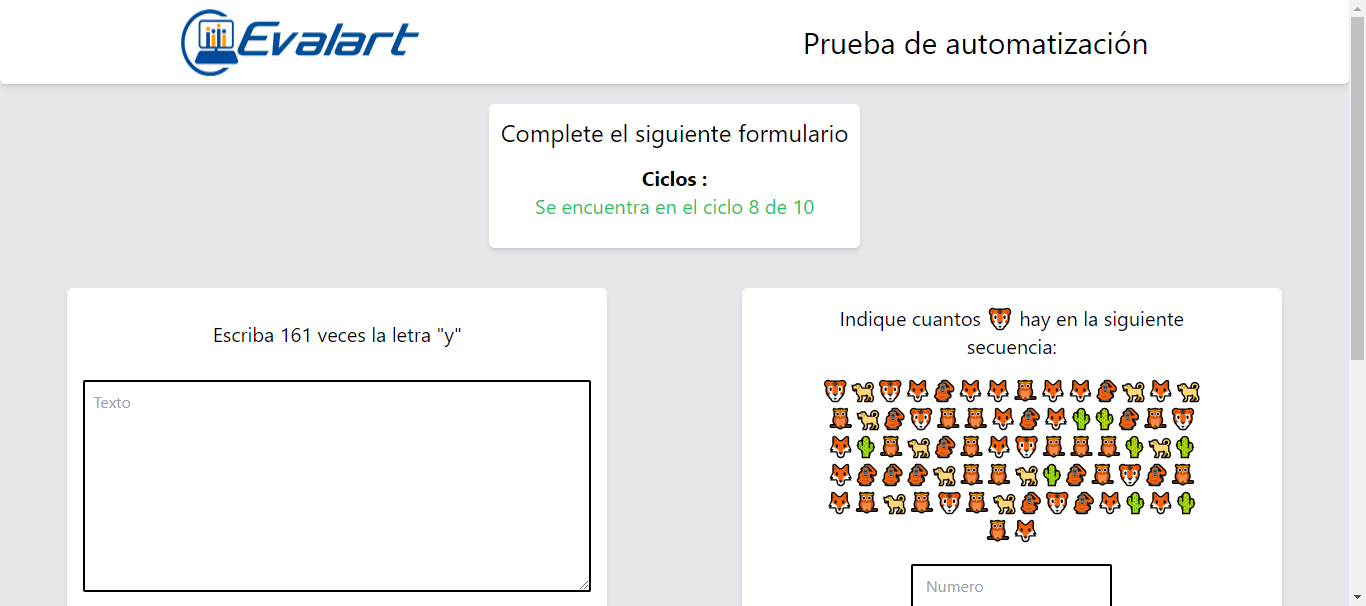 Evalart
Prueba de automatización
Complete el siguiente formulario
Ciclos :
Se encuentra en el ciclo 8 de 10
Escriba 161 veces la letra "y"
Texto
Indique cuantos 🐯 hay en la siguiente
secuencia:
Numero